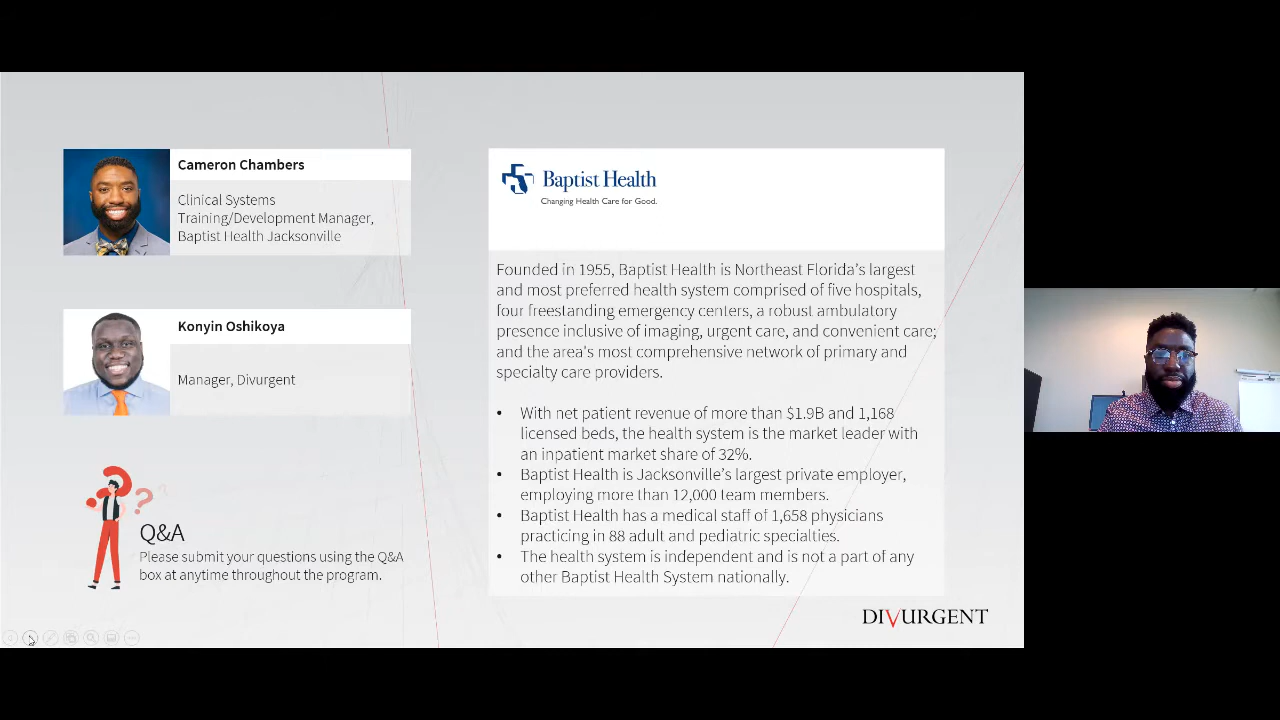 Cameron Chambers
Clinical Systems
Training/Development Manager,
Baptist Health Jacksonville
Konyin Oshikoya
Manager, Divurgent
Q&A
Please submit your questions using the Q&A
box at anytime throughout the program.
Baptist Health
Changing Health Care for Good.
Founded in 1955, Baptist Health is Northeast Florida's largest
and most preferred health system comprised of five hospitals,
four freestanding emergency centers, a robust ambulatory
presence inclusive of imaging, urgent care, and convenient care;
and the area's most comprehensive network of primary and
specialty care providers.
• With net patient revenue of more than $1.9B and 1,168
licensed beds, the health system is the market leader with
an inpatient market share of 32%.
• Baptist Health is Jacksonville's largest private employer,
employing more than 12,000 team members.
• Baptist Health has a medical staff of 1,658 physicians
practicing in 88 adult and pediatric specialties.
• The health system is independent and is not a part of any
other Baptist Health System nationally.
DIVURGENT